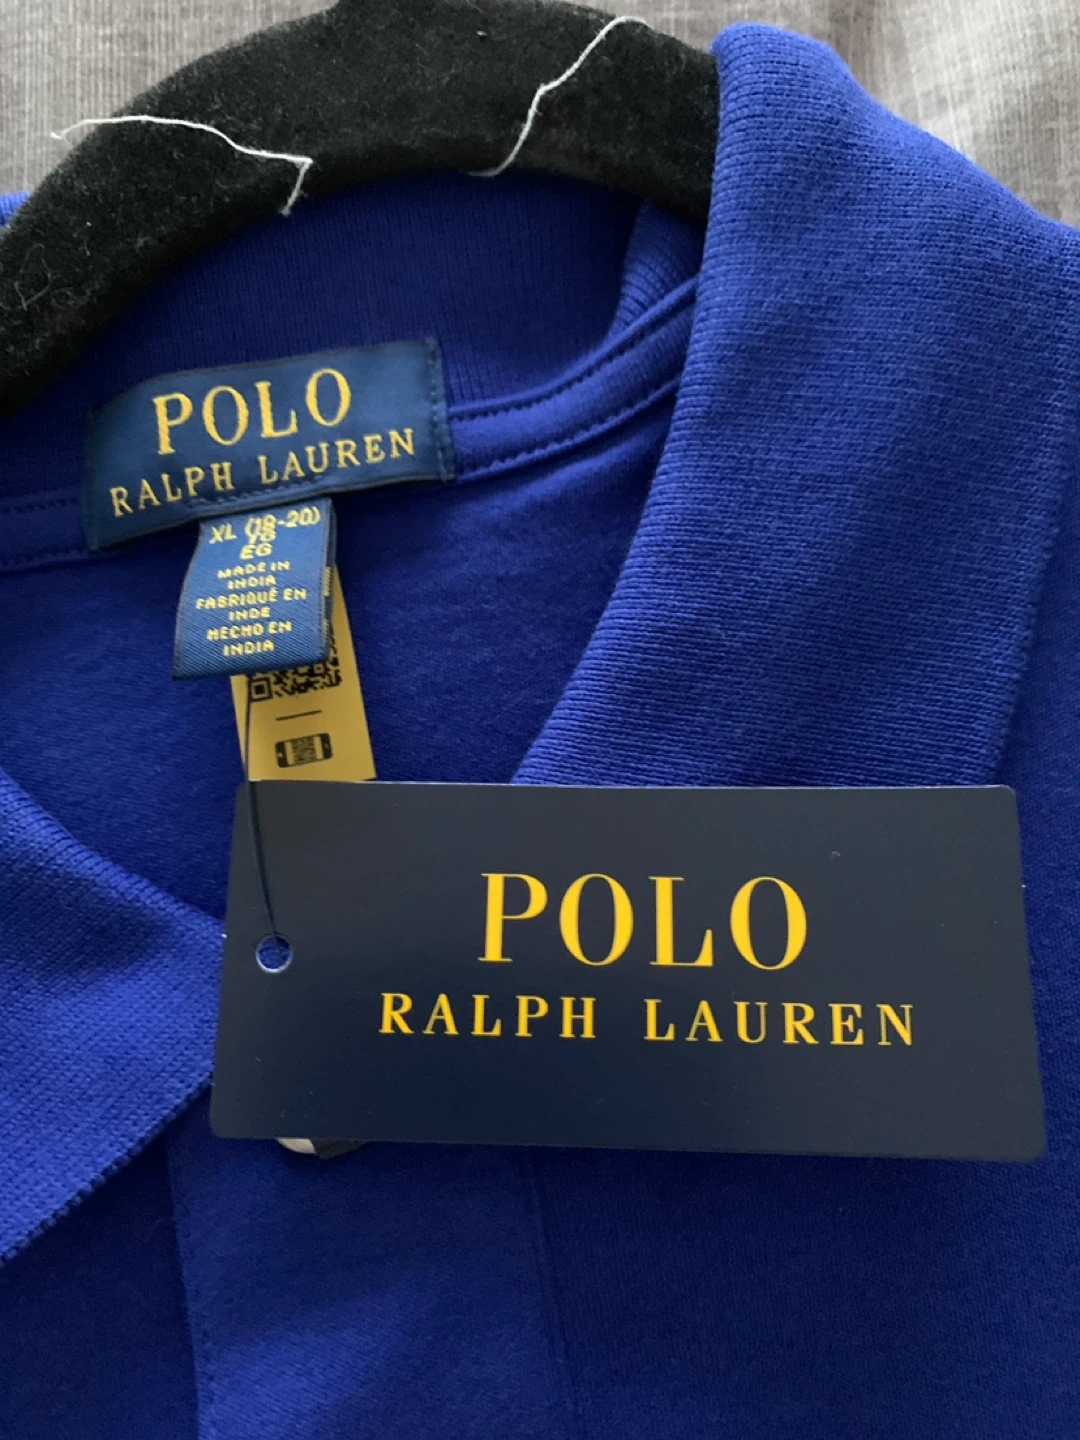 POLO
RALPH LAUREN
XL (18-20)
TG
EG
MADE IN
INDIA
FABRIQUÉ EN
INDE
HECHO EN
INDIA
POLO
RALPH LAUREN